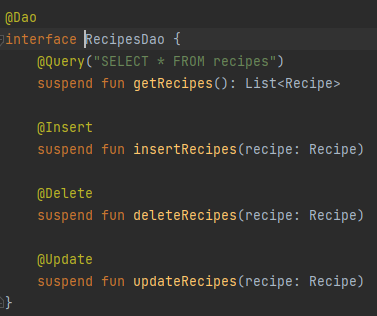 @Dao
interface RecipesDao {
    @Query("SELECT * FROM recipes")
    suspend fun getRecipes(): List<Recipe>

    @Insert
    suspend fun insertRecipes(recipe: Recipe)

    @Delete
    suspend fun deleteRecipes(recipe: Recipe)

    @Update
    suspend fun updateRecipes(recipe: Recipe)
}